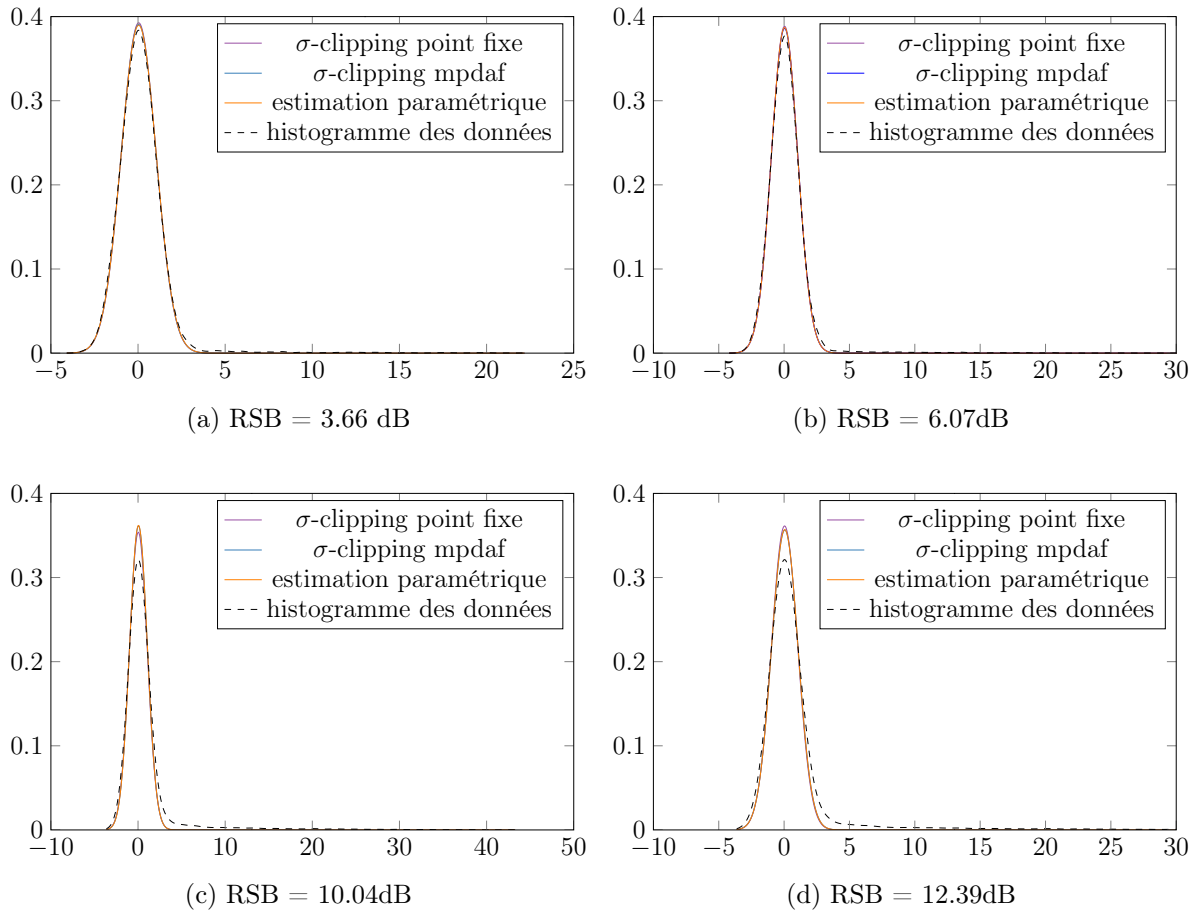 0.4
0.3
0.2
0.1
0
−5 0 5 10 15 20 25
σ-clipping point fixe
σ-clipping mpdaf
estimation paramétrique
histogramme des données
(a) RSB = 3.66 dB
0.4
0.3
0.2
0.1
0
−10 −5 0 5 10 15 20 25 30
σ-clipping point fixe
σ-clipping mpdaf
estimation paramétrique
histogramme des données
(b) RSB = 6.07dB
0.4
0.3
0.2
0.1
0
−10 0 10 20 30 40 50
σ-clipping point fixe
σ-clipping mpdaf
estimation paramétrique
histogramme des données
(c) RSB = 10.04dB
0.4
0.3
0.2
0.1
0
−10 −5 0 5 10 15 20 25 30
σ-clipping point fixe
σ-clipping mpdaf
estimation paramétrique
histogramme des données
(d) RSB = 12.39dB